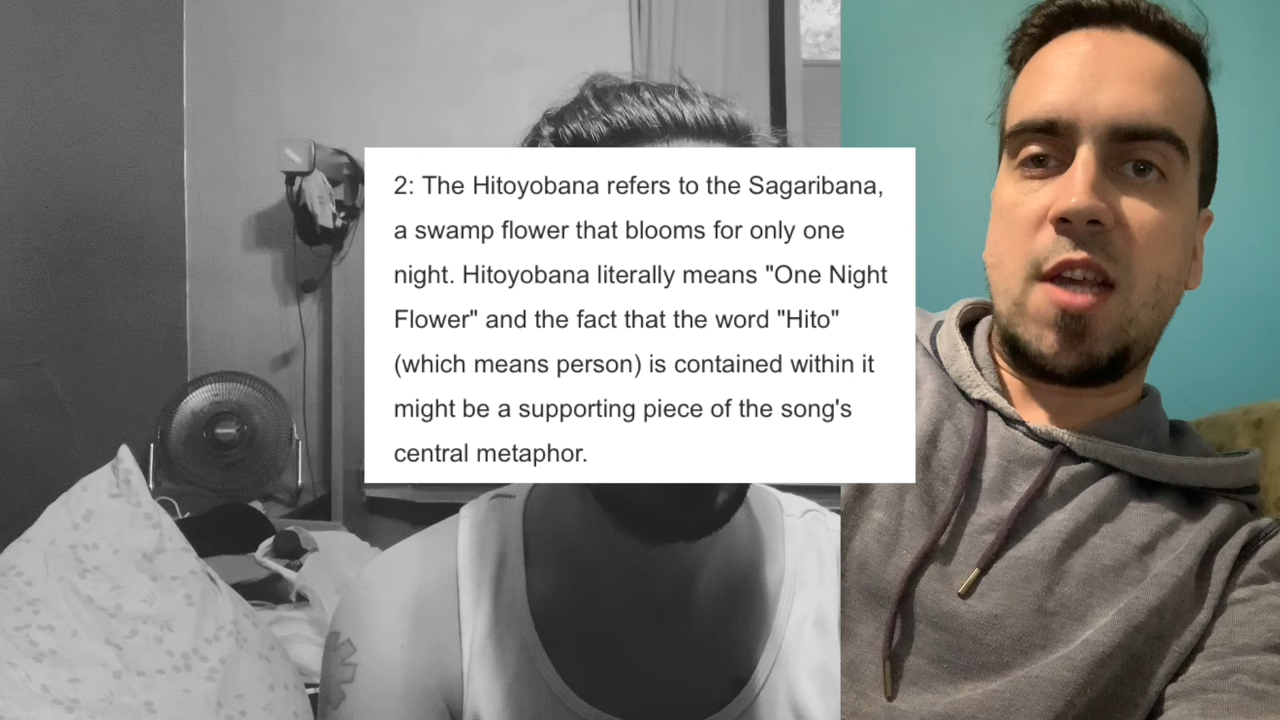 2: The Hitoyobana refers to the Sagaribana,
a swamp flower that blooms for only one
night. Hitoyobana literally means "One Night
Flower" and the fact that the word "Hito"
(which means person) is contained within it
might be a supporting piece of the song's
central metaphor.